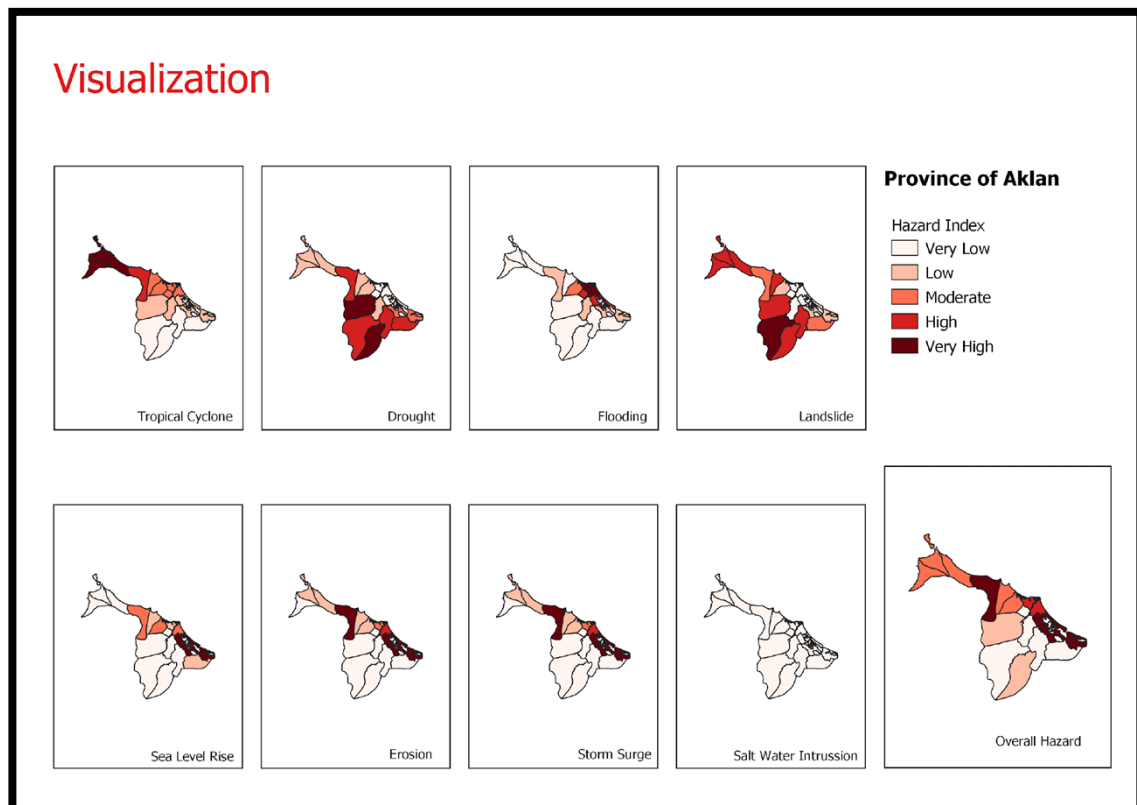 Visualization
Tropical Cyclone
Drought
Flooding
Landslide
Province of Aklan
Hazard Index
Very Low
Low
Moderate
High
Very High
Sea Level Rise
Erosion
Storm Surge
Salt Water Intrussion
Overall Hazard